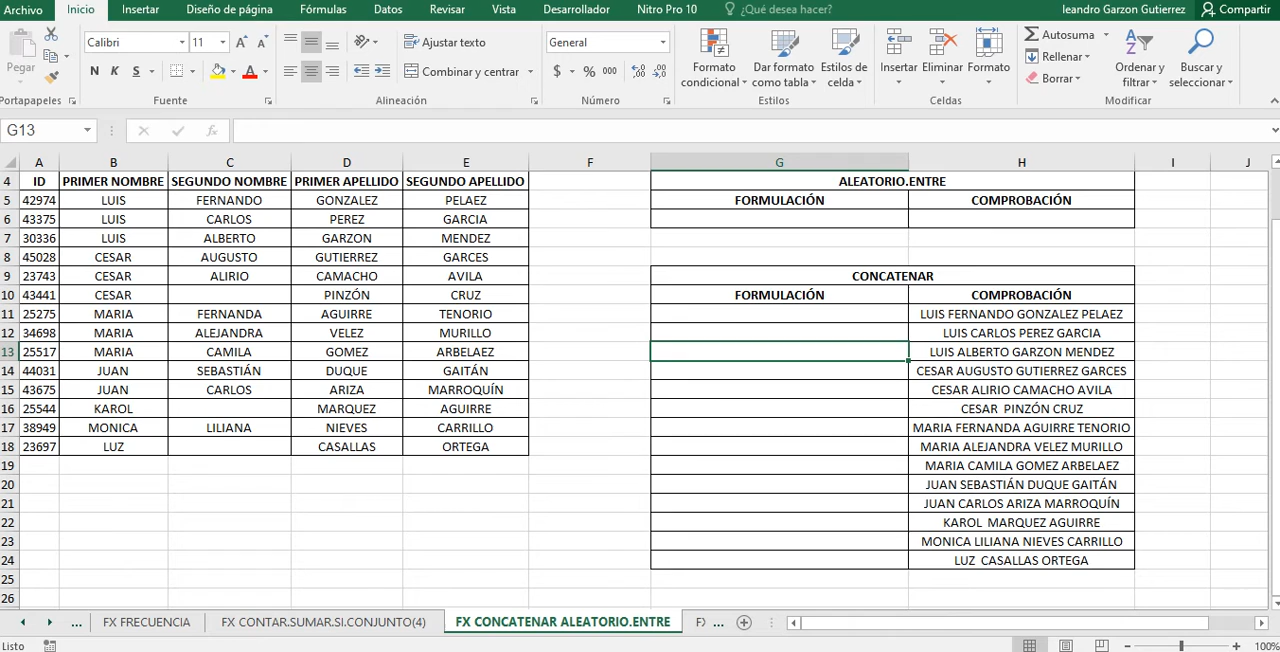 Archivo Inicio Insertar Diseño de página Fórmulas Datos Revisar Vista Desarrollador Nitro Pro 10 ¿Qué desea hacer? leandro Garzon Gutierrez Compartir
Pegar
Calibri 11 A A
N K S A
Ajustar texto
Combinar y centrar
General
$ % 000
Formato condicional
Dar formato como tabla
Estilos de celda
Insertar Eliminar Formato
Autosuma
Rellenar
Borrar
Ordenar y filtrar
Buscar y seleccionar
Portapapeles Fuente Alineación Número Estilos Celdas Modificar
G13 fx
A B C D E F G H I J
4 ID PRIMER NOMBRE SEGUNDO NOMBRE PRIMER APELLIDO SEGUNDO APELLIDO ALEATORIO.ENTRE
5 42974 LUIS FERNANDO GONZALEZ PELAEZ FORMULACIÓN COMPROBACIÓN
6 43375 LUIS CARLOS PEREZ GARCIA
7 30336 LUIS ALBERTO GARZON MENDEZ
8 45028 CESAR AUGUSTO GUTIERREZ GARCES
9 23743 CESAR ALIRIO CAMACHO AVILA CONCATENAR
10 43441 CESAR PINZÓN CRUZ FORMULACIÓN COMPROBACIÓN
11 25275 MARIA FERNANDA AGUIRRE TENORIO LUIS FERNANDO GONZALEZ PELAEZ
12 34698 MARIA ALEJANDRA VELEZ MURILLO LUIS CARLOS PEREZ GARCIA
13 25517 MARIA CAMILA GOMEZ ARBELAEZ LUIS ALBERTO GARZON MENDEZ
14 44031 JUAN SEBASTIÁN DUQUE GAITÁN CESAR AUGUSTO GUTIERREZ GARCES
15 43675 JUAN CARLOS ARIZA MARROQUÍN CESAR ALIRIO CAMACHO AVILA
16 25544 KAROL MARQUEZ AGUIRRE CESAR PINZÓN CRUZ
17 38949 MONICA LILIANA NIEVES CARRILLO MARIA FERNANDA AGUIRRE TENORIO
18 23697 LUZ CASALLAS ORTEGA MARIA ALEJANDRA VELEZ MURILLO
19 MARIA CAMILA GOMEZ ARBELAEZ
20 JUAN SEBASTIÁN DUQUE GAITÁN
21 JUAN CARLOS ARIZA MARROQUÍN
22 KAROL MARQUEZ AGUIRRE
23 MONICA LILIANA NIEVES CARRILLO
24 LUZ CASALLAS ORTEGA
25
26
... FX FRECUENCIA FX CONTAR.SUMAR.SI.CONJUNTO(4) FX CONCATENAR ALEATORIO.ENTRE ...
Listo 100%